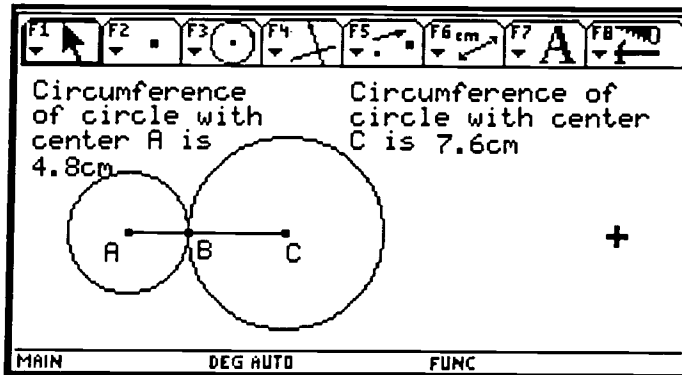 F1 F2 F3 F4 F5 F6 cm F7 A F8
Circumference
of circle with
center A is
4.8cm
Circumference of
circle with center
C is 7.6cm
A B C
MAIN DEG AUTO FUNC